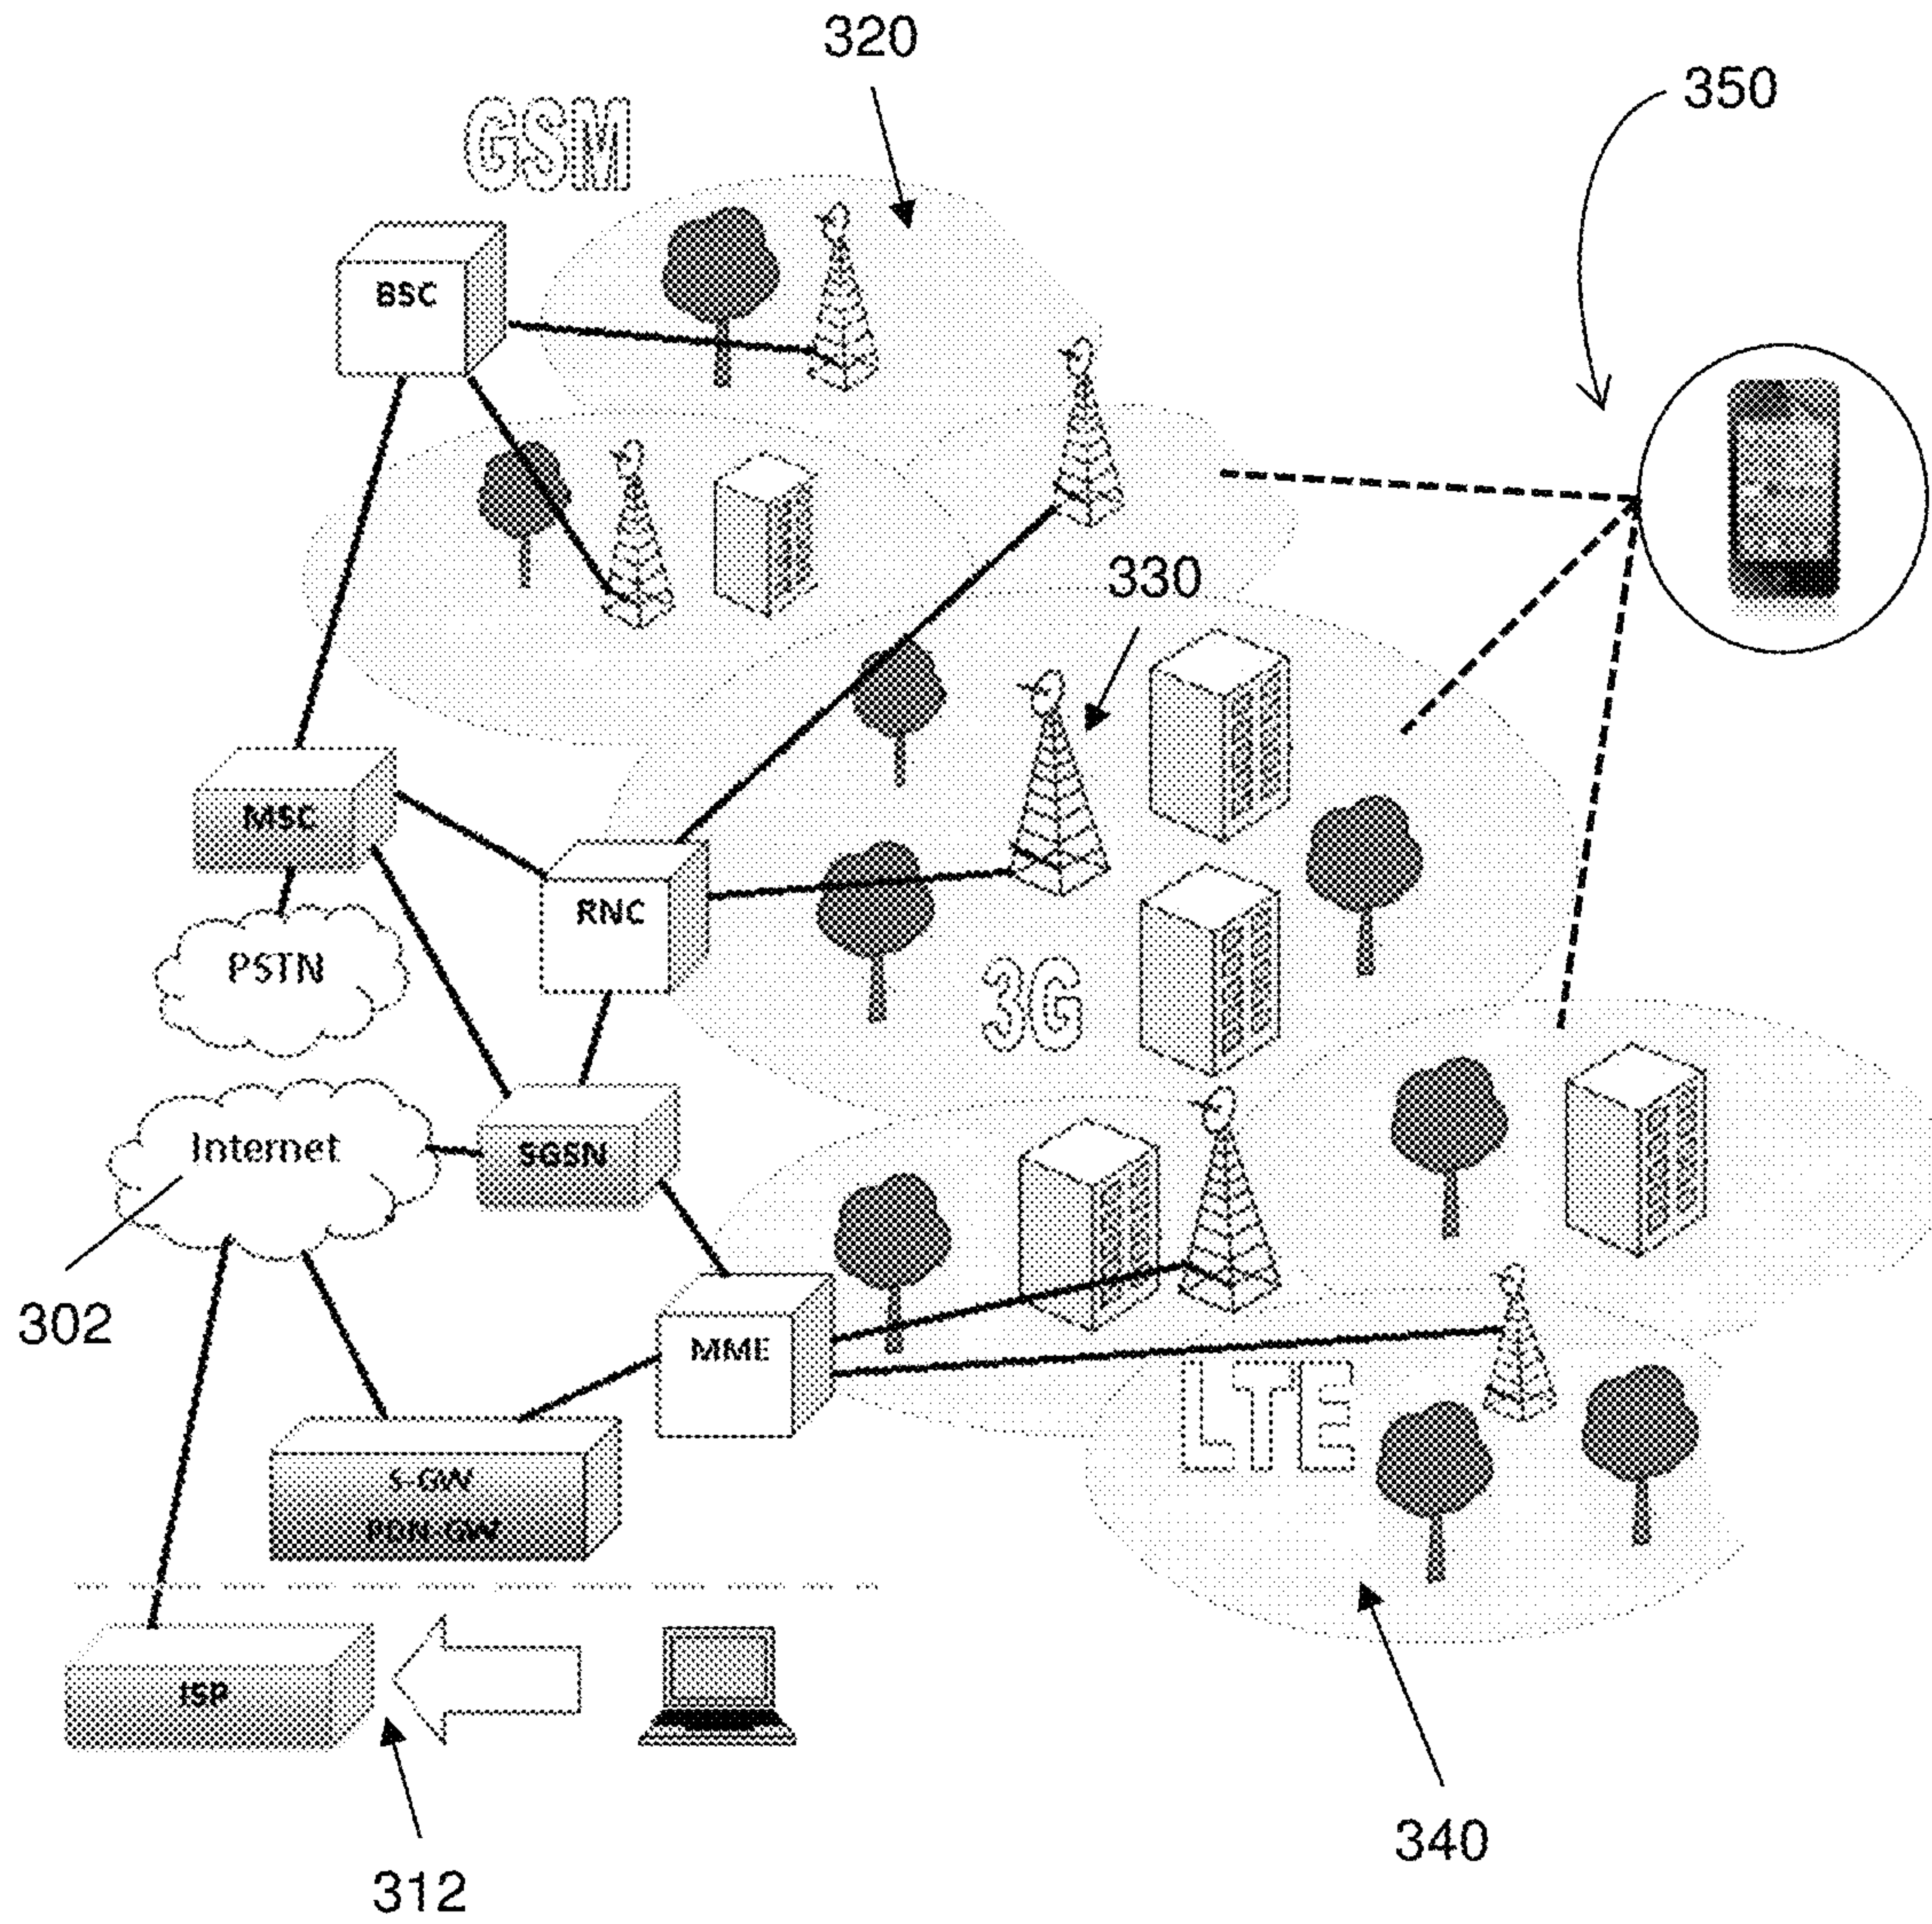 320
350
GSM
BSC
330
MSC
RNC
PSTN
3G
Internet
SGSN
302
MME
LTE
S-GW
PDN-GW
ISP
340
312